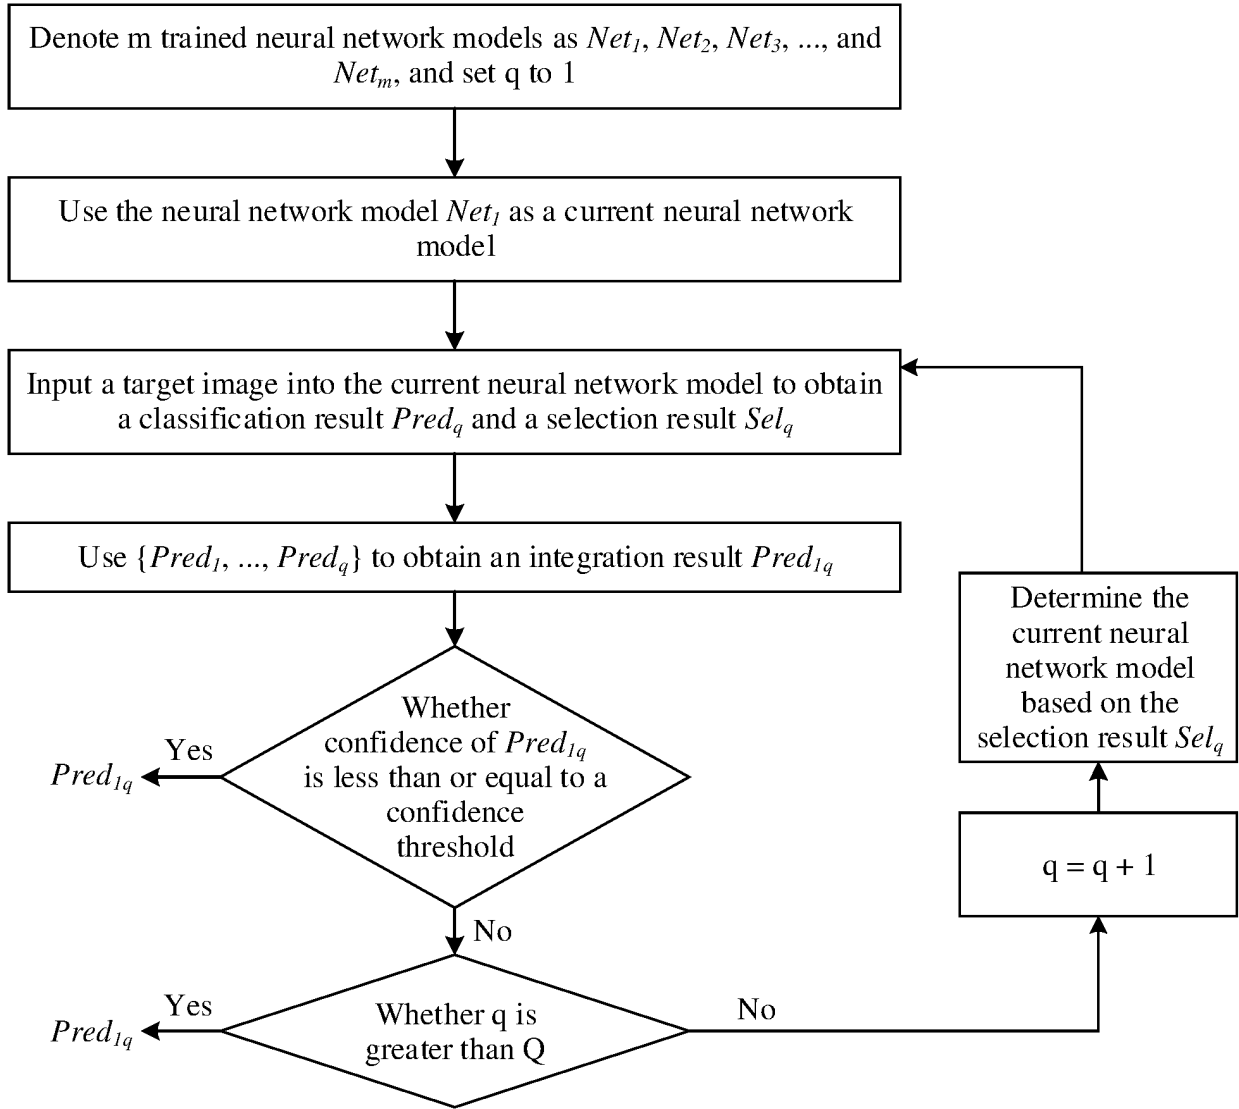 Denote m trained neural network models as Net1, Net2, Net3, ..., and
Netm, and set q to 1
Use the neural network model Net1 as a current neural network
model
Input a target image into the current neural network model to obtain
a classification result Predq and a selection result Selq
Use {Pred1, ..., Predq} to obtain an integration result Pred1q
Whether
confidence of Pred1q
is less than or equal to a
confidence
threshold
Yes
Pred1q
No
Whether q is
greater than Q
Yes
Pred1q
No
q = q + 1
Determine the
current neural
network model
based on the
selection result Selq